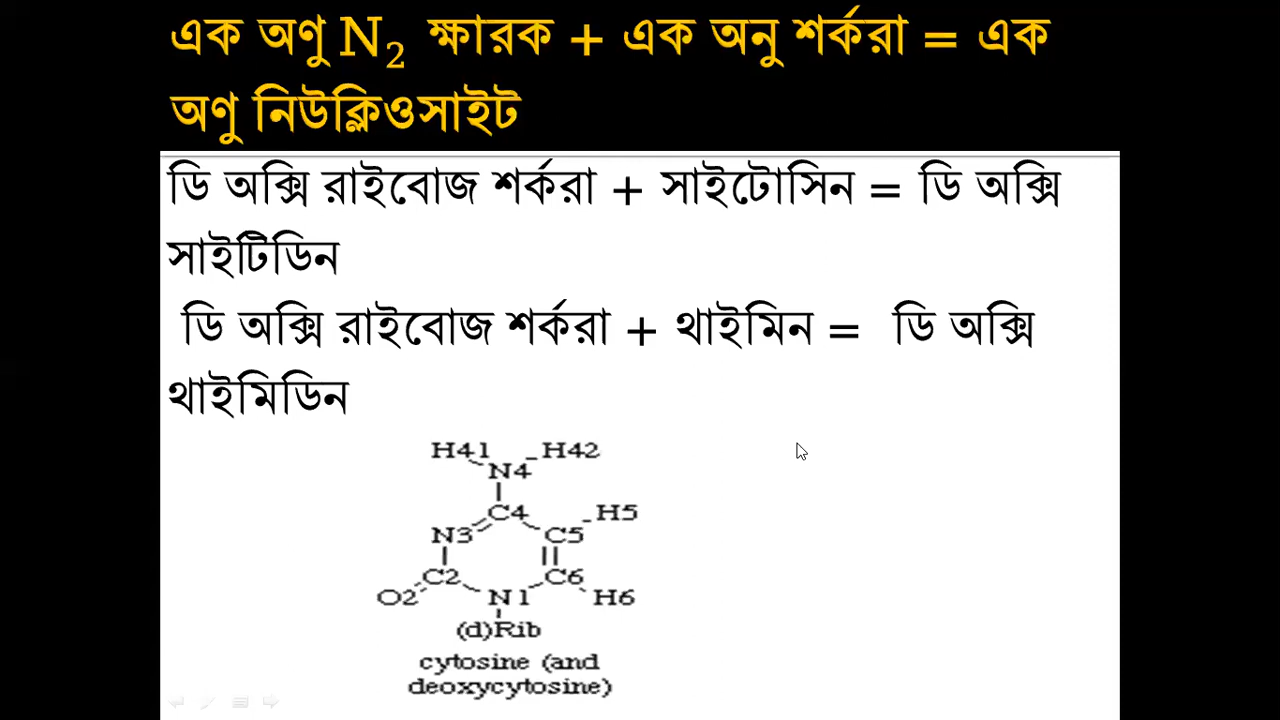 এক অণু N₂ ক্ষারক + এক অনু শর্করা = এক
অণু নিউক্লিওসাইট
ডি অক্সি রাইবোজ শর্করা + সাইটোসিন = ডি অক্সি
সাইটিডিন
ডি অক্সি রাইবোজ শর্করা + থাইমিন = ডি অক্সি
থাইমিডিন
H41 H42
N4
C4 H5
N3 C5
C2 C6
O2 N1 H6
(d)Rib
cytosine (and
deoxycytosine)